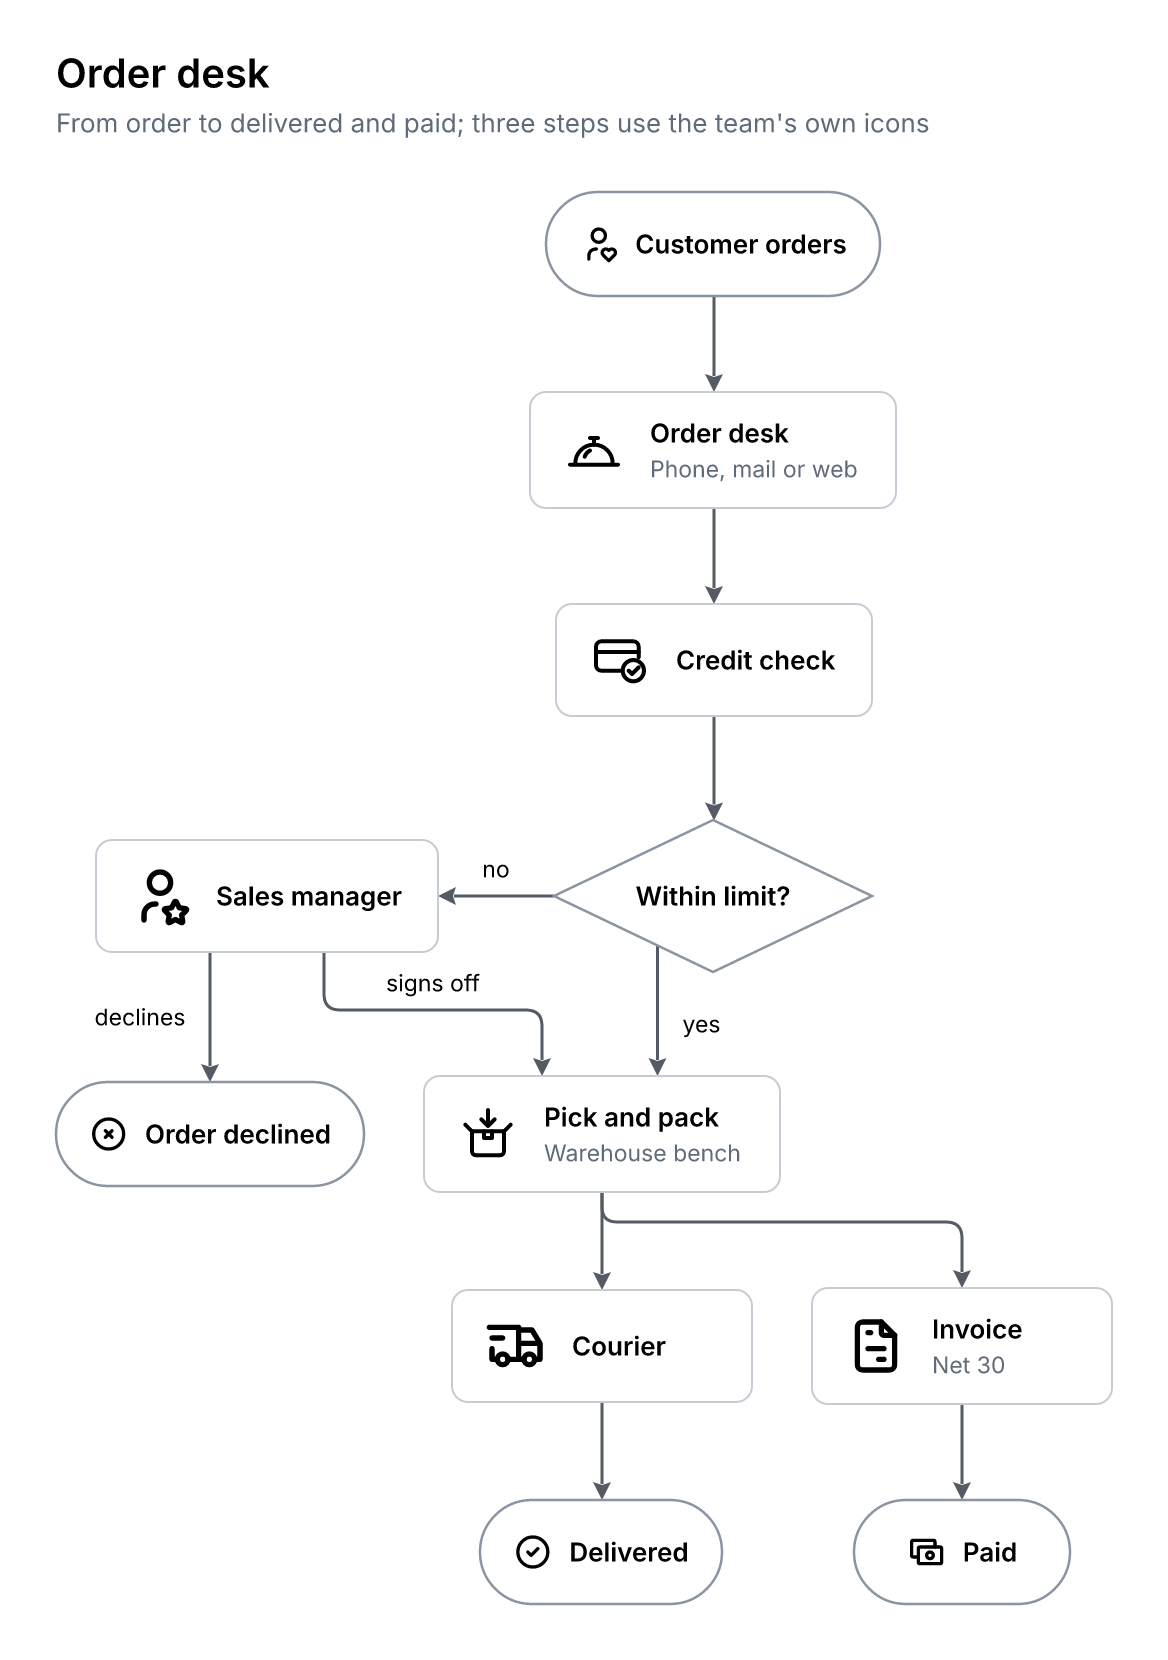 Order desk
From order to delivered and paid; three steps use the team's own icons
Customer orders
Order desk
Phone, mail or web
Credit check
Within limit?
no
Sales manager
signs off
declines
yes
Order declined
Pick and pack
Warehouse bench
Courier
Invoice
Net 30
Delivered
Paid